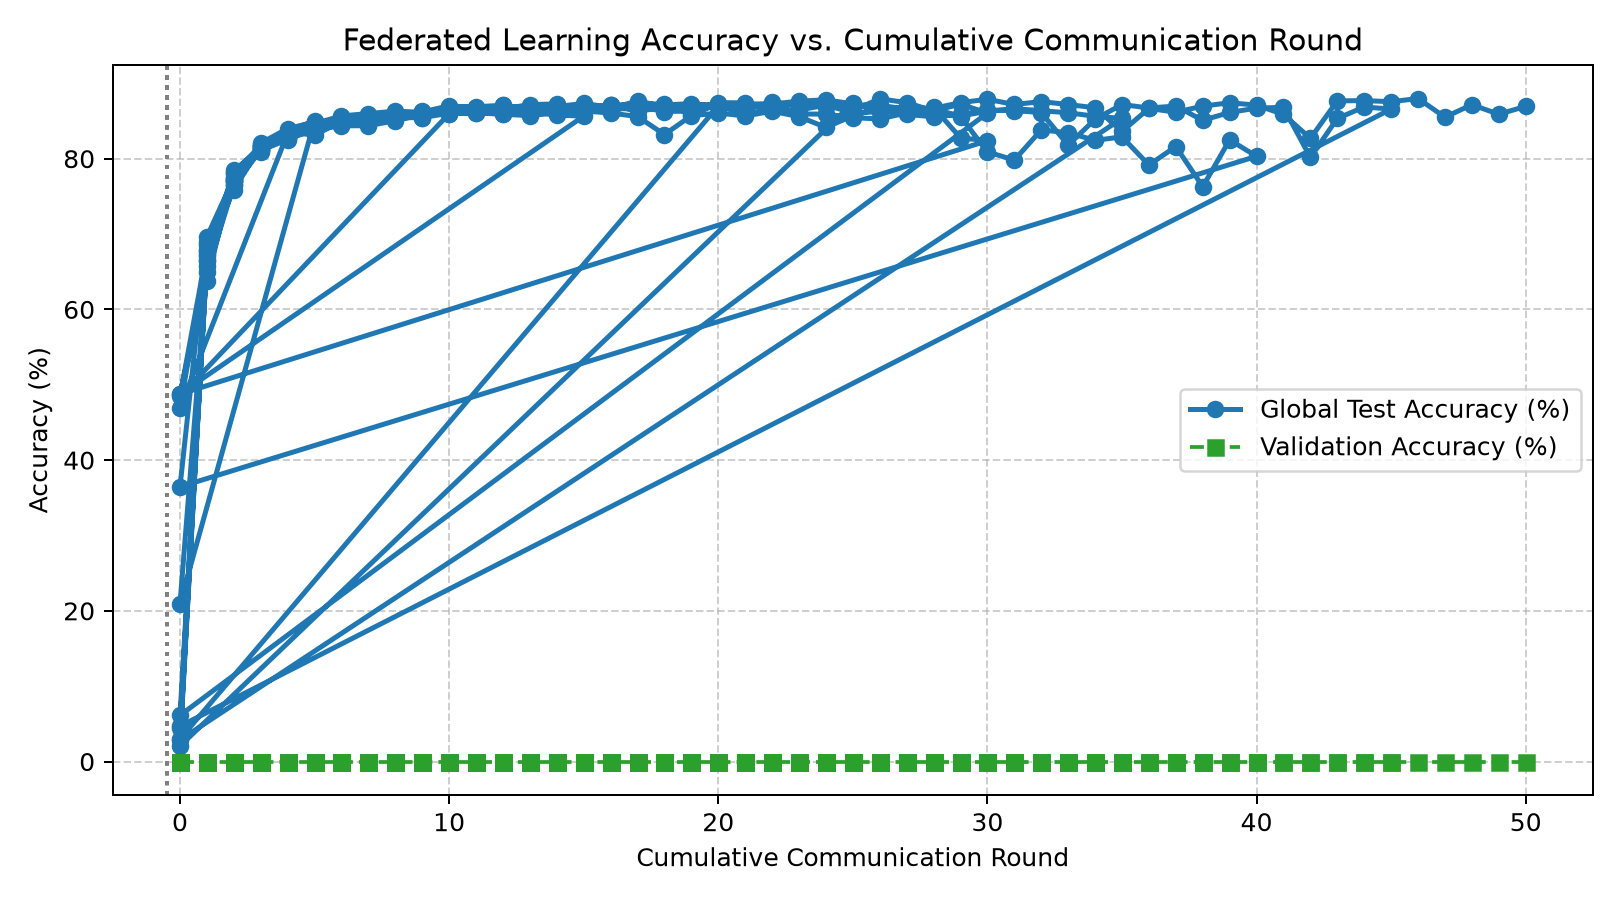 Federated Learning Accuracy vs. Cumulative Communication Round
Accuracy (%)
80
60
40
20
0
Global Test Accuracy (%)
Validation Accuracy (%)
0 10 20 30 40 50
Cumulative Communication Round